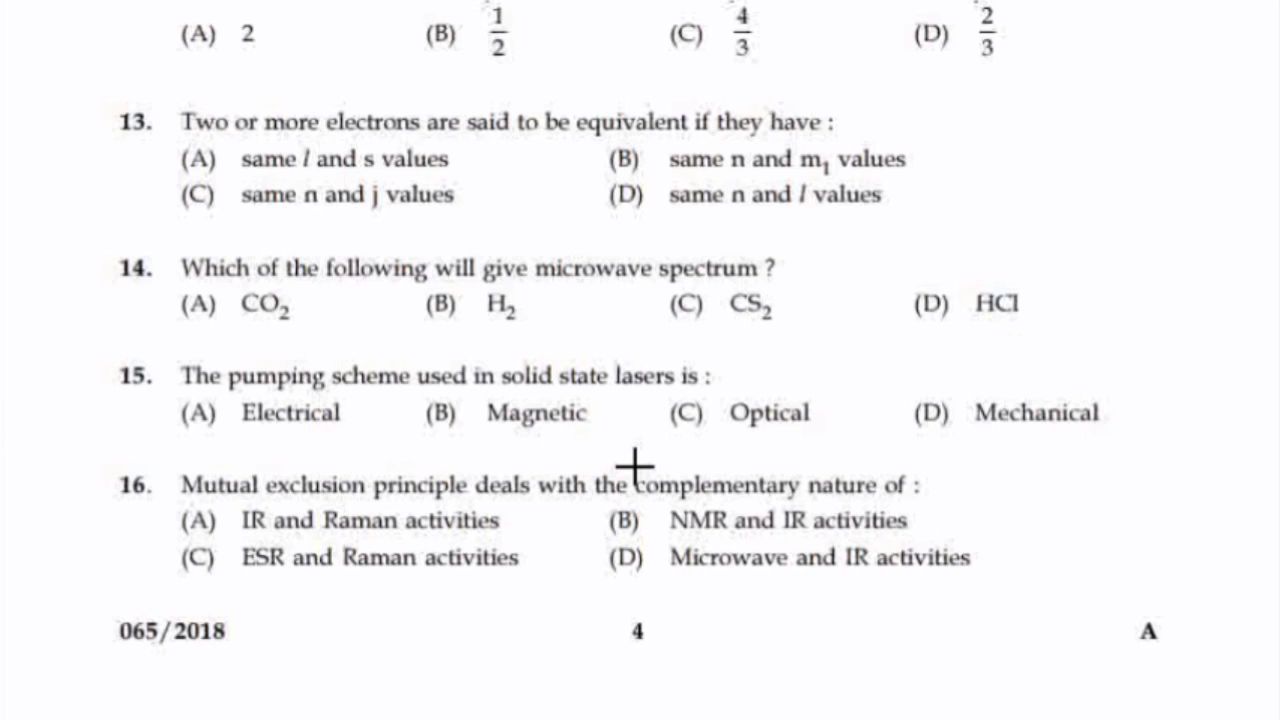 (A) 2 (B) 1/2 (C) 4/3 (D) 2/3
13. Two or more electrons are said to be equivalent if they have :
(A) same l and s values (B) same n and m₁ values
(C) same n and j values (D) same n and l values
14. Which of the following will give microwave spectrum ?
(A) CO₂ (B) H₂ (C) CS₂ (D) HCl
15. The pumping scheme used in solid state lasers is :
(A) Electrical (B) Magnetic (C) Optical (D) Mechanical
16. Mutual exclusion principle deals with the complementary nature of :
(A) IR and Raman activities (B) NMR and IR activities
(C) ESR and Raman activities (D) Microwave and IR activities
065/2018 4 A